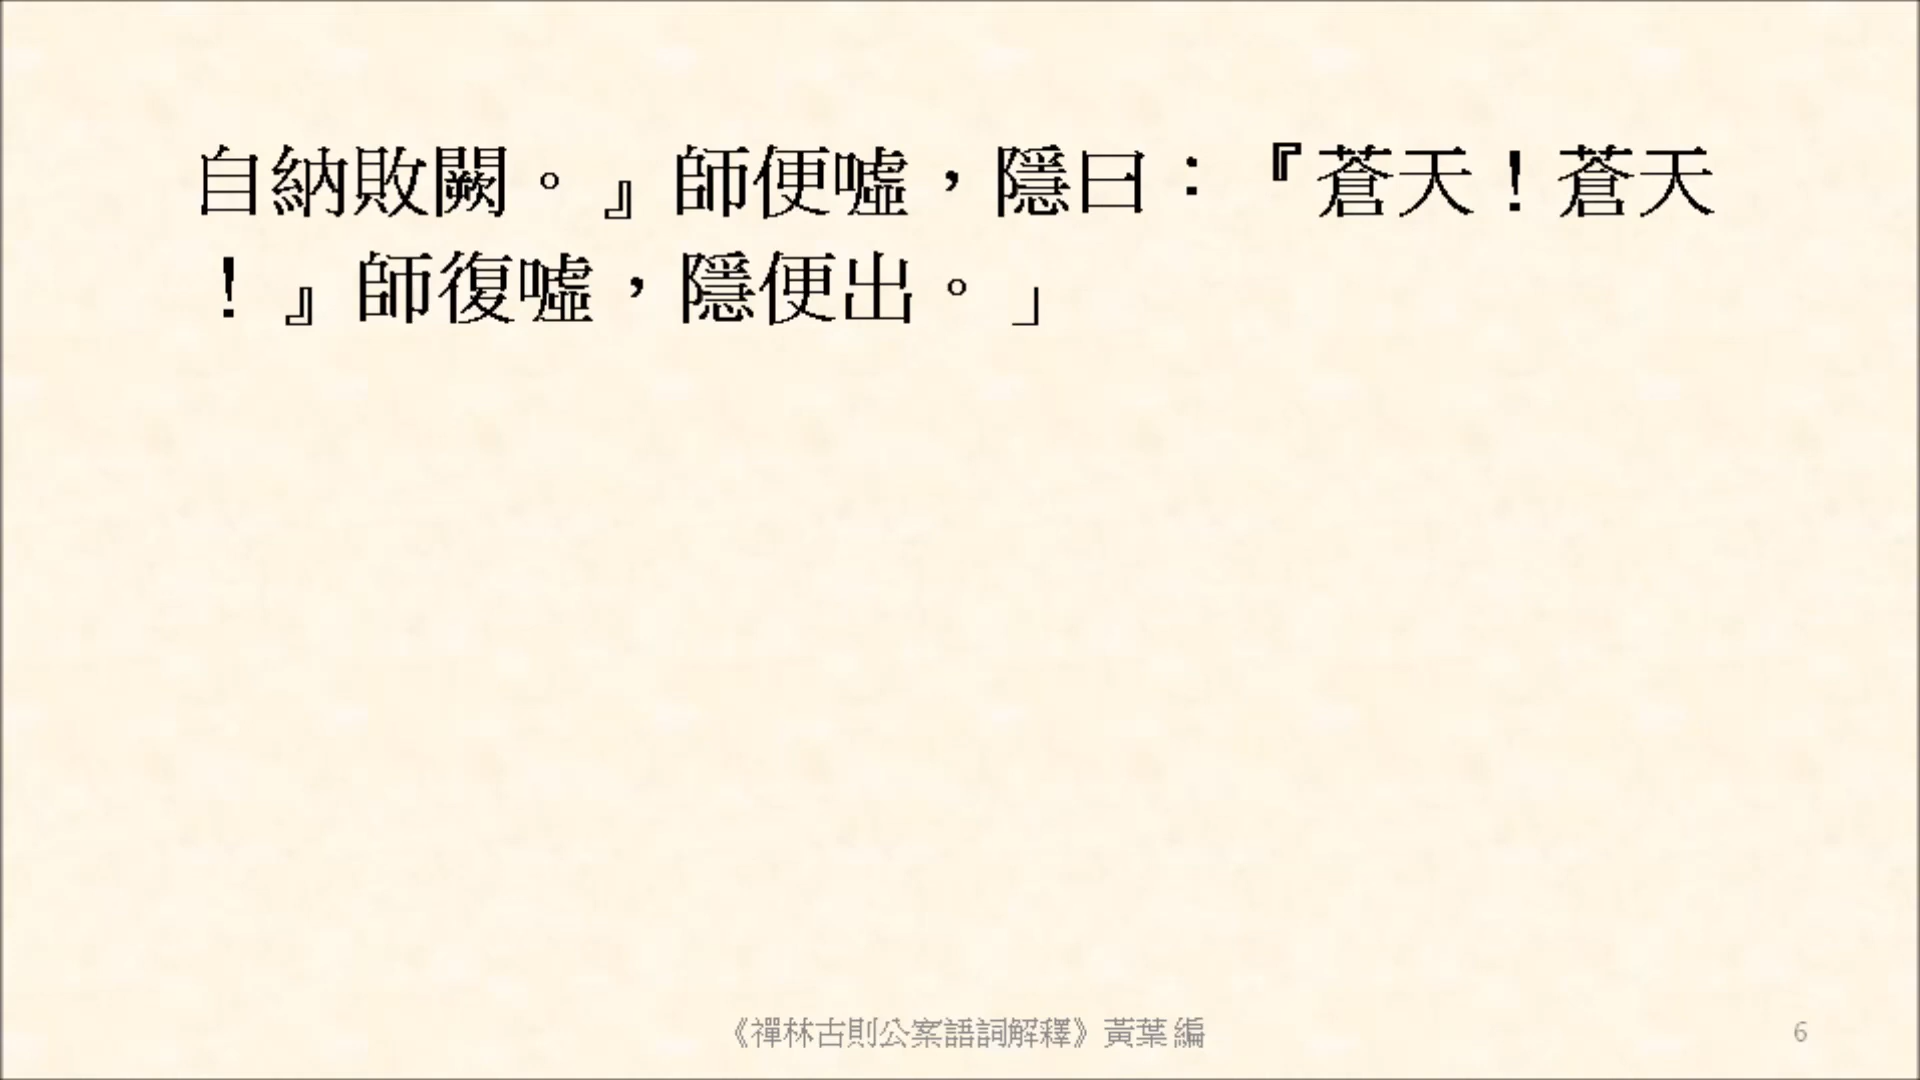 自納敗闕。』師便噓，隱曰：『蒼天！蒼天
！』師復噓，隱便出。」
《禪林古則公案語詞解釋》黃葉 編
6